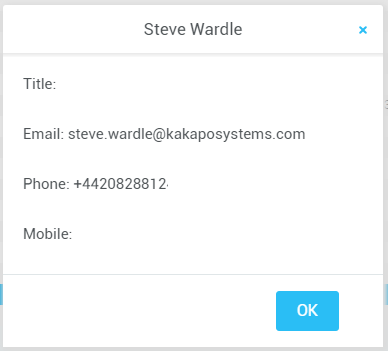 Steve Wardle ×
Title:
Email: steve.wardle@kakaposystems.com
Phone: +4420828812
Mobile:
OK